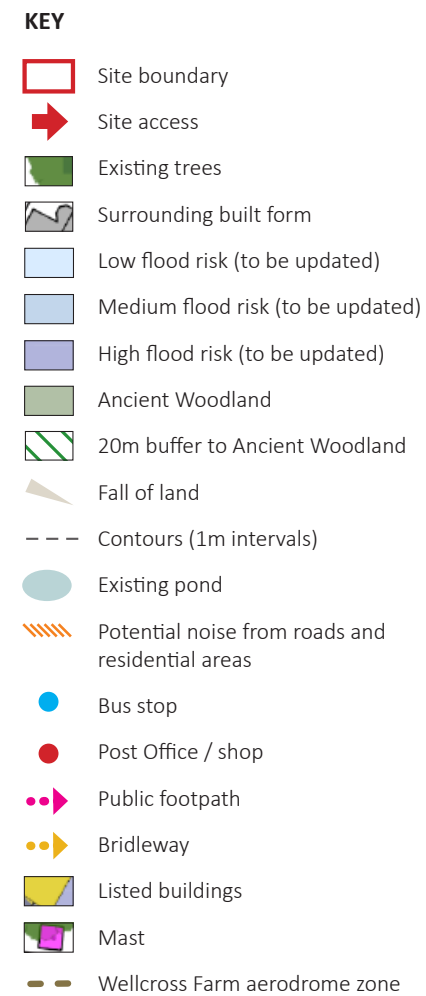 KEY
Site boundary
Site access
Existing trees
Surrounding built form
Low flood risk (to be updated)
Medium flood risk (to be updated)
High flood risk (to be updated)
Ancient Woodland
20m buffer to Ancient Woodland
Fall of land
Contours (1m intervals)
Existing pond
Potential noise from roads and
residential areas
Bus stop
Post Office / shop
Public footpath
Bridleway
Listed buildings
Mast
Wellcross Farm aerodrome zone